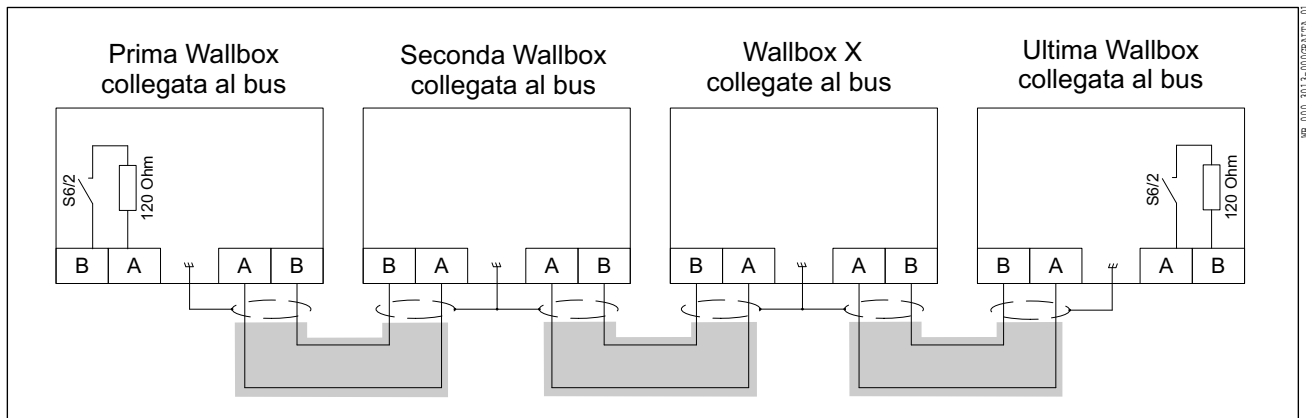 Prima Wallbox
collegata al bus
Seconda Wallbox
collegata al bus
Wallbox X
collegate al bus
Ultima Wallbox
collegata al bus
S6/2
120 Ohm
S6/2
120 Ohm
B A A B
B A A B
B A A B
B A A B